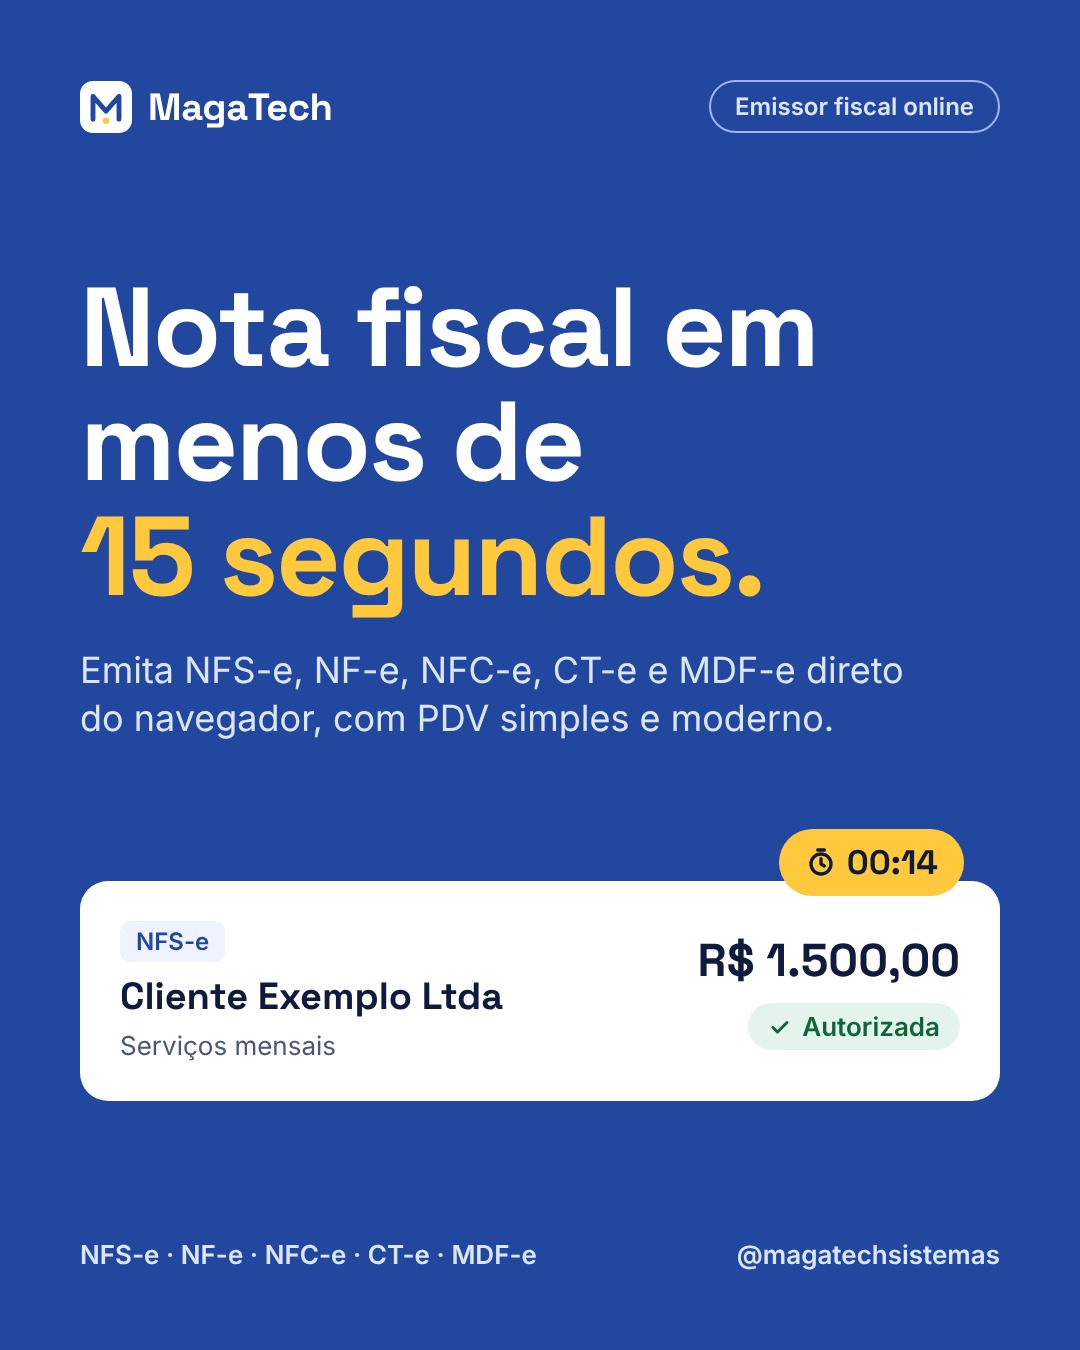 MagaTech
Emissor fiscal online
Nota fiscal em
menos de
15 segundos.
Emita NFS-e, NF-e, NFC-e, CT-e e MDF-e direto
do navegador, com PDV simples e moderno.
00:14
NFS-e
Cliente Exemplo Ltda
Serviços mensais
R$ 1.500,00
Autorizada
NFS-e · NF-e · NFC-e · CT-e · MDF-e
@magatechsistemas